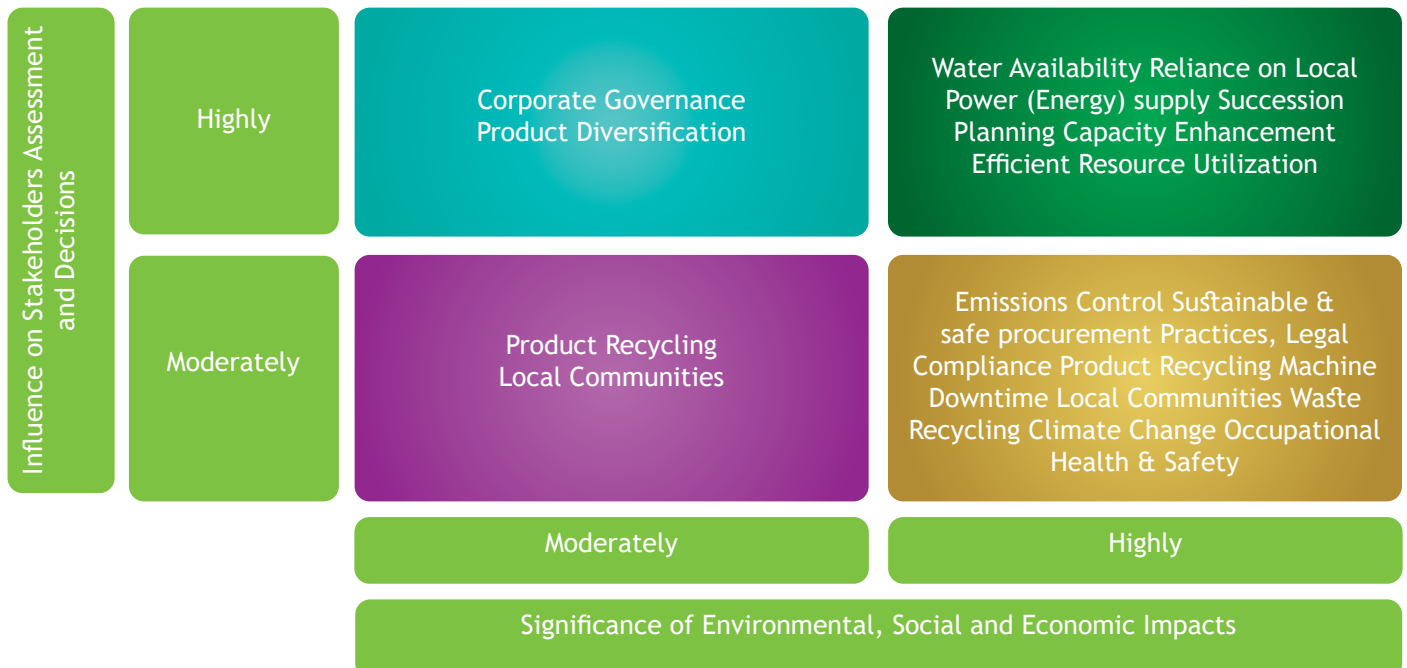 Influence on Stakeholders Assessment
and Decisions
Highly
Corporate Governance
Product Diversification
Water Availability Reliance on Local
Power (Energy) supply Succession
Planning Capacity Enhancement
Efficient Resource Utilization
Moderately
Product Recycling
Local Communities
Emissions Control Sustainable &
safe procurement Practices, Legal
Compliance Product Recycling Machine
Downtime Local Communities Waste
Recycling Climate Change Occupational
Health & Safety
Moderately
Highly
Significance of Environmental, Social and Economic Impacts